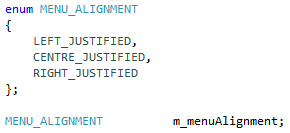 enum MENU_ALIGNMENT
{
LEFT_JUSTIFIED,
CENTRE_JUSTIFIED,
RIGHT_JUSTIFIED
};
MENU_ALIGNMENT m_menuAlignment;